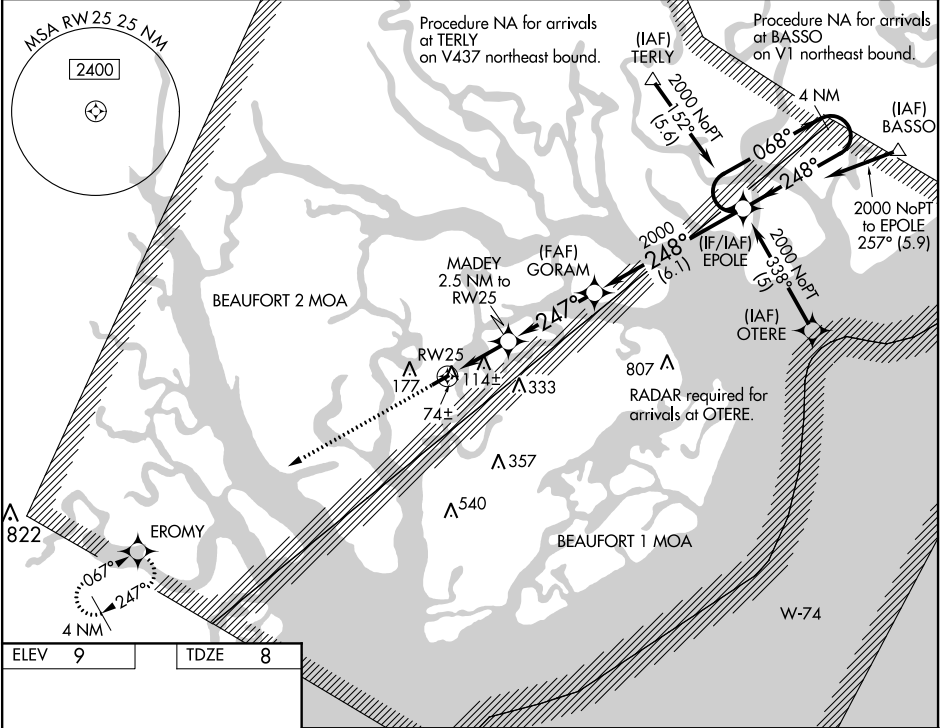 MSA RW 25 25 NM
2400
Procedure NA for arrivals
at TERLY
on V437 northeast bound.
Procedure NA for arrivals
at BASSO
on V1 northeast bound.
(IAF)
TERLY
2000 NoPT
152°
(5.6)
4 NM
(IAF)
BASSO
068°
248°
2000 NoPT
to EPOLE
257° (5.9)
2000
248°
(6.1)
(IF/IAF)
EPOLE
2000 NoPT
338°
(5)
(FAF)
GORAM
MADEY
2.5 NM to
RW25
247°
BEAUFORT 2 MOA
(IAF)
OTERE
RW25
177
114±
74±
333
807
RADAR required for
arrivals at OTERE.
357
540
822
EROMY
BEAUFORT 1 MOA
067°
247°
4 NM
W-74
ELEV 9
TDZE 8